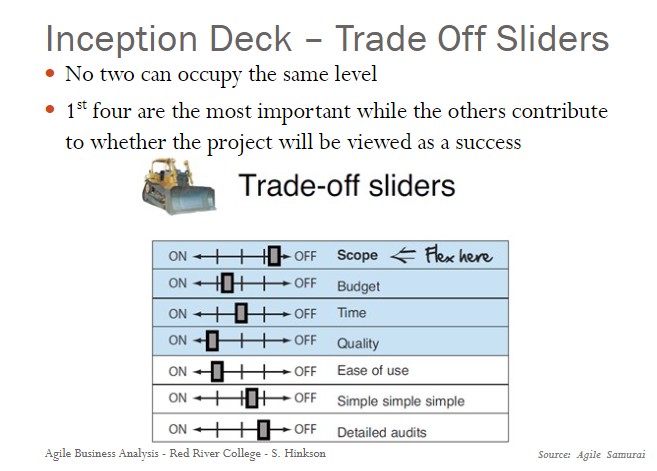 Inception Deck – Trade Off Sliders
• No two can occupy the same level
• 1st four are the most important while the others contribute
to whether the project will be viewed as a success
Trade-off sliders
ON OFF Scope Flex here
ON OFF Budget
ON OFF Time
ON OFF Quality
ON OFF Ease of use
ON OFF Simple simple simple
ON OFF Detailed audits
Agile Business Analysis - Red River College - S. Hinkson
Source: Agile Samurai